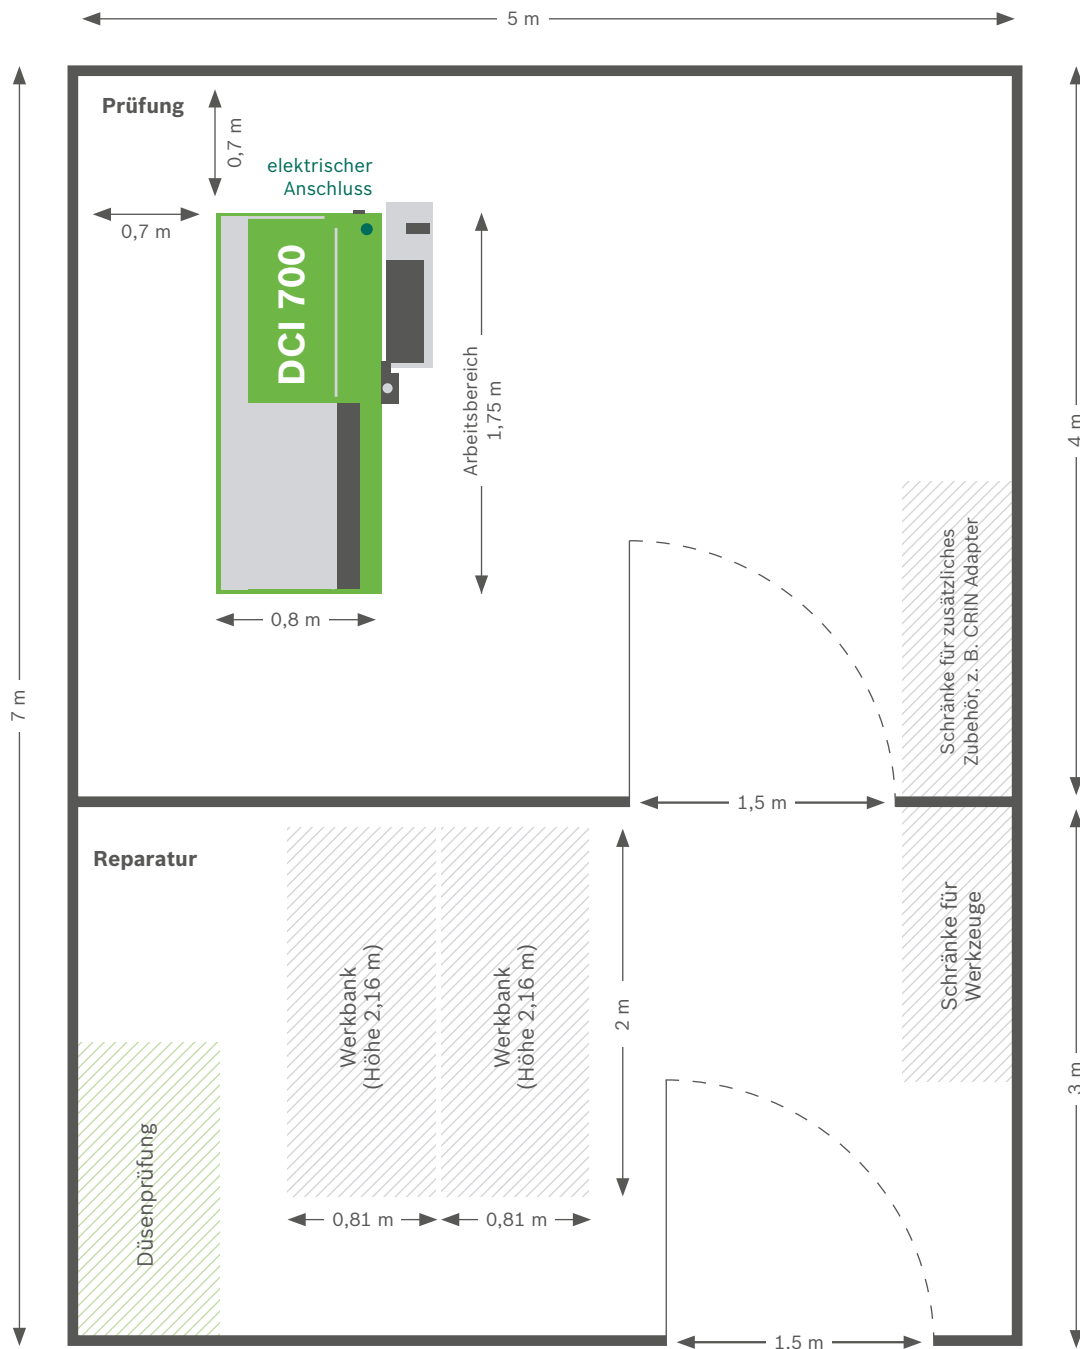 5 m
Prüfung
0,7 m
elektrischer
Anschluss
0,7 m
DCI 700
Arbeitsbereich
1,75 m
4 m
0,8 m
Schränke für zusätzliches
Zubehör, z. B. CRIN Adapter
7 m
1,5 m
Reparatur
Werkbank
(Höhe 2,16 m)
Werkbank
(Höhe 2,16 m)
2 m
Schränke für
Werkzeuge
3 m
Düsenprüfung
0,81 m
0,81 m
1,5 m